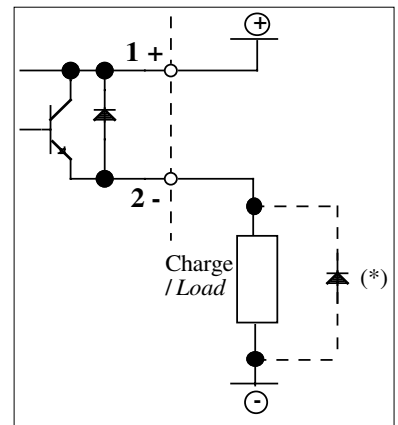 +
1 +
2 -
Charge
/ Load
(*)
-